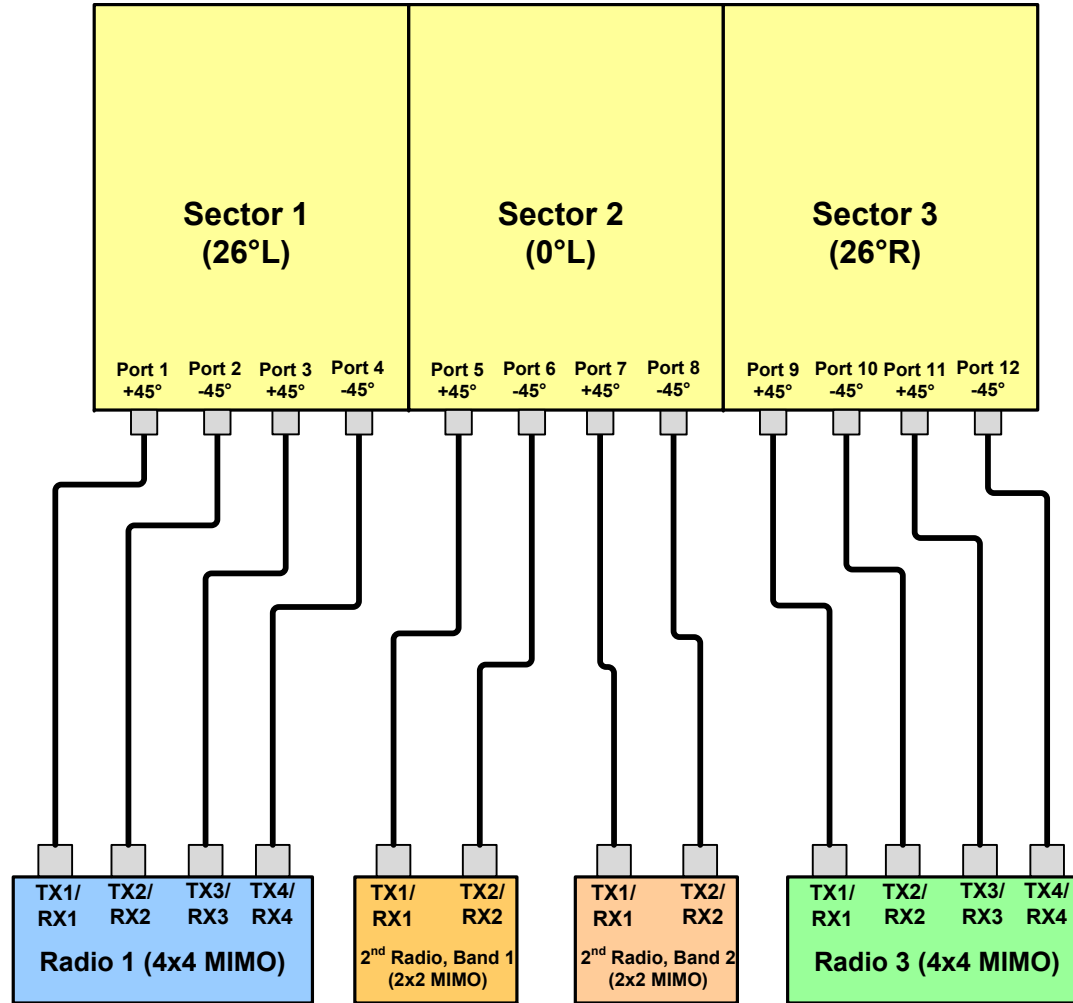 Sector 1
(26°L)
Sector 2
(0°L)
Sector 3
(26°R)
Port 1
+45°
Port 2
-45°
Port 3
+45°
Port 4
-45°
Port 5
+45°
Port 6
-45°
Port 7
+45°
Port 8
-45°
Port 9
+45°
Port 10
-45°
Port 11
+45°
Port 12
-45°
TX1/
RX1
TX2/
RX2
TX3/
RX3
TX4/
RX4
Radio 1 (4x4 MIMO)
TX1/
RX1
TX2/
RX2
2nd Radio, Band 1
(2x2 MIMO)
TX1/
RX1
TX2/
RX2
2nd Radio, Band 2
(2x2 MIMO)
TX1/
RX1
TX2/
RX2
TX3/
RX3
TX4/
RX4
Radio 3 (4x4 MIMO)